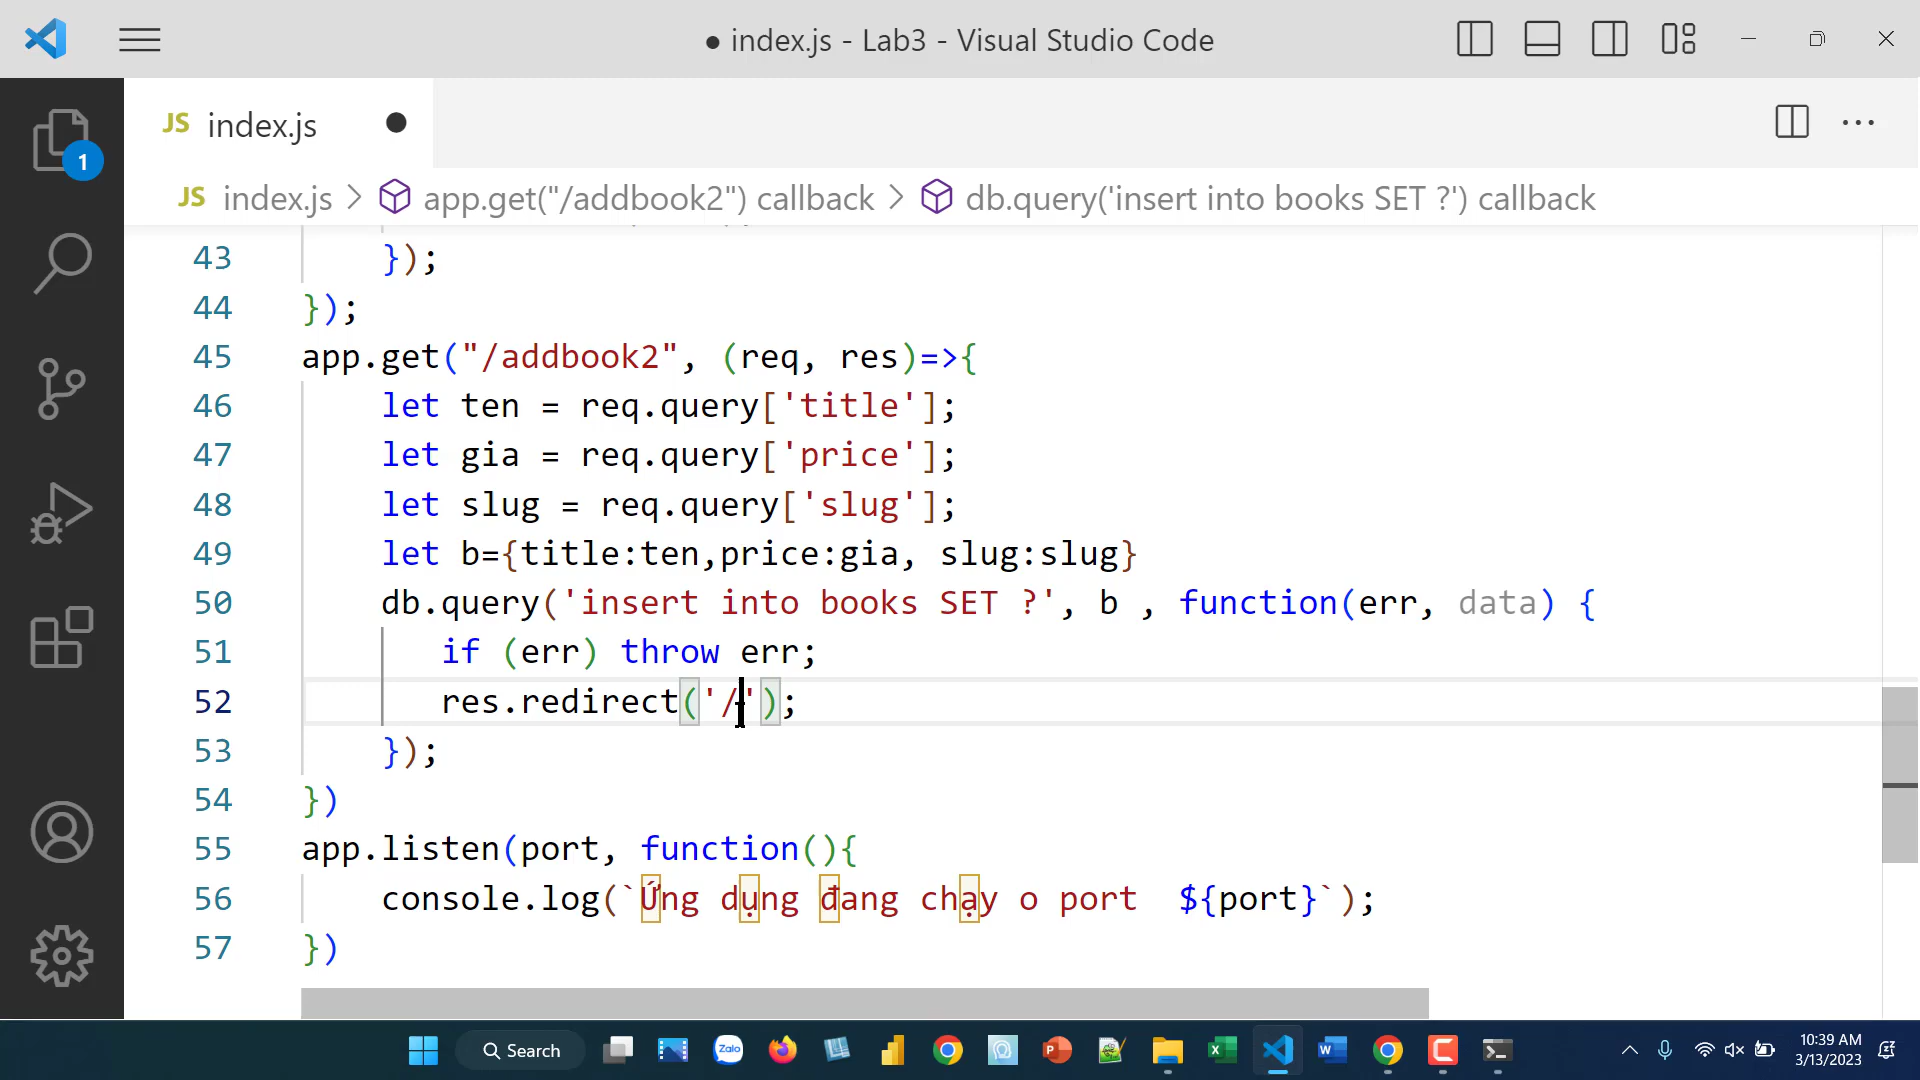 ● index.js - Lab3 - Visual Studio Code
JS index.js ●
1
JS index.js > app.get("/addbook2") callback > db.query('insert into books SET ?') callback
43 });
44 });
45 app.get("/addbook2", (req, res)=>{
46 let ten = req.query['title'];
47 let gia = req.query['price'];
48 let slug = req.query['slug'];
49 let b={title:ten,price:gia, slug:slug}
50 db.query('insert into books SET ?', b , function(err, data) {
51 if (err) throw err;
52 res.redirect('/');
53 });
54 })
55 app.listen(port, function(){
56 console.log(`Ứng dụng đang chạy o port  ${port}`);
57 })
Search
Zalo
10:39 AM
3/13/2023